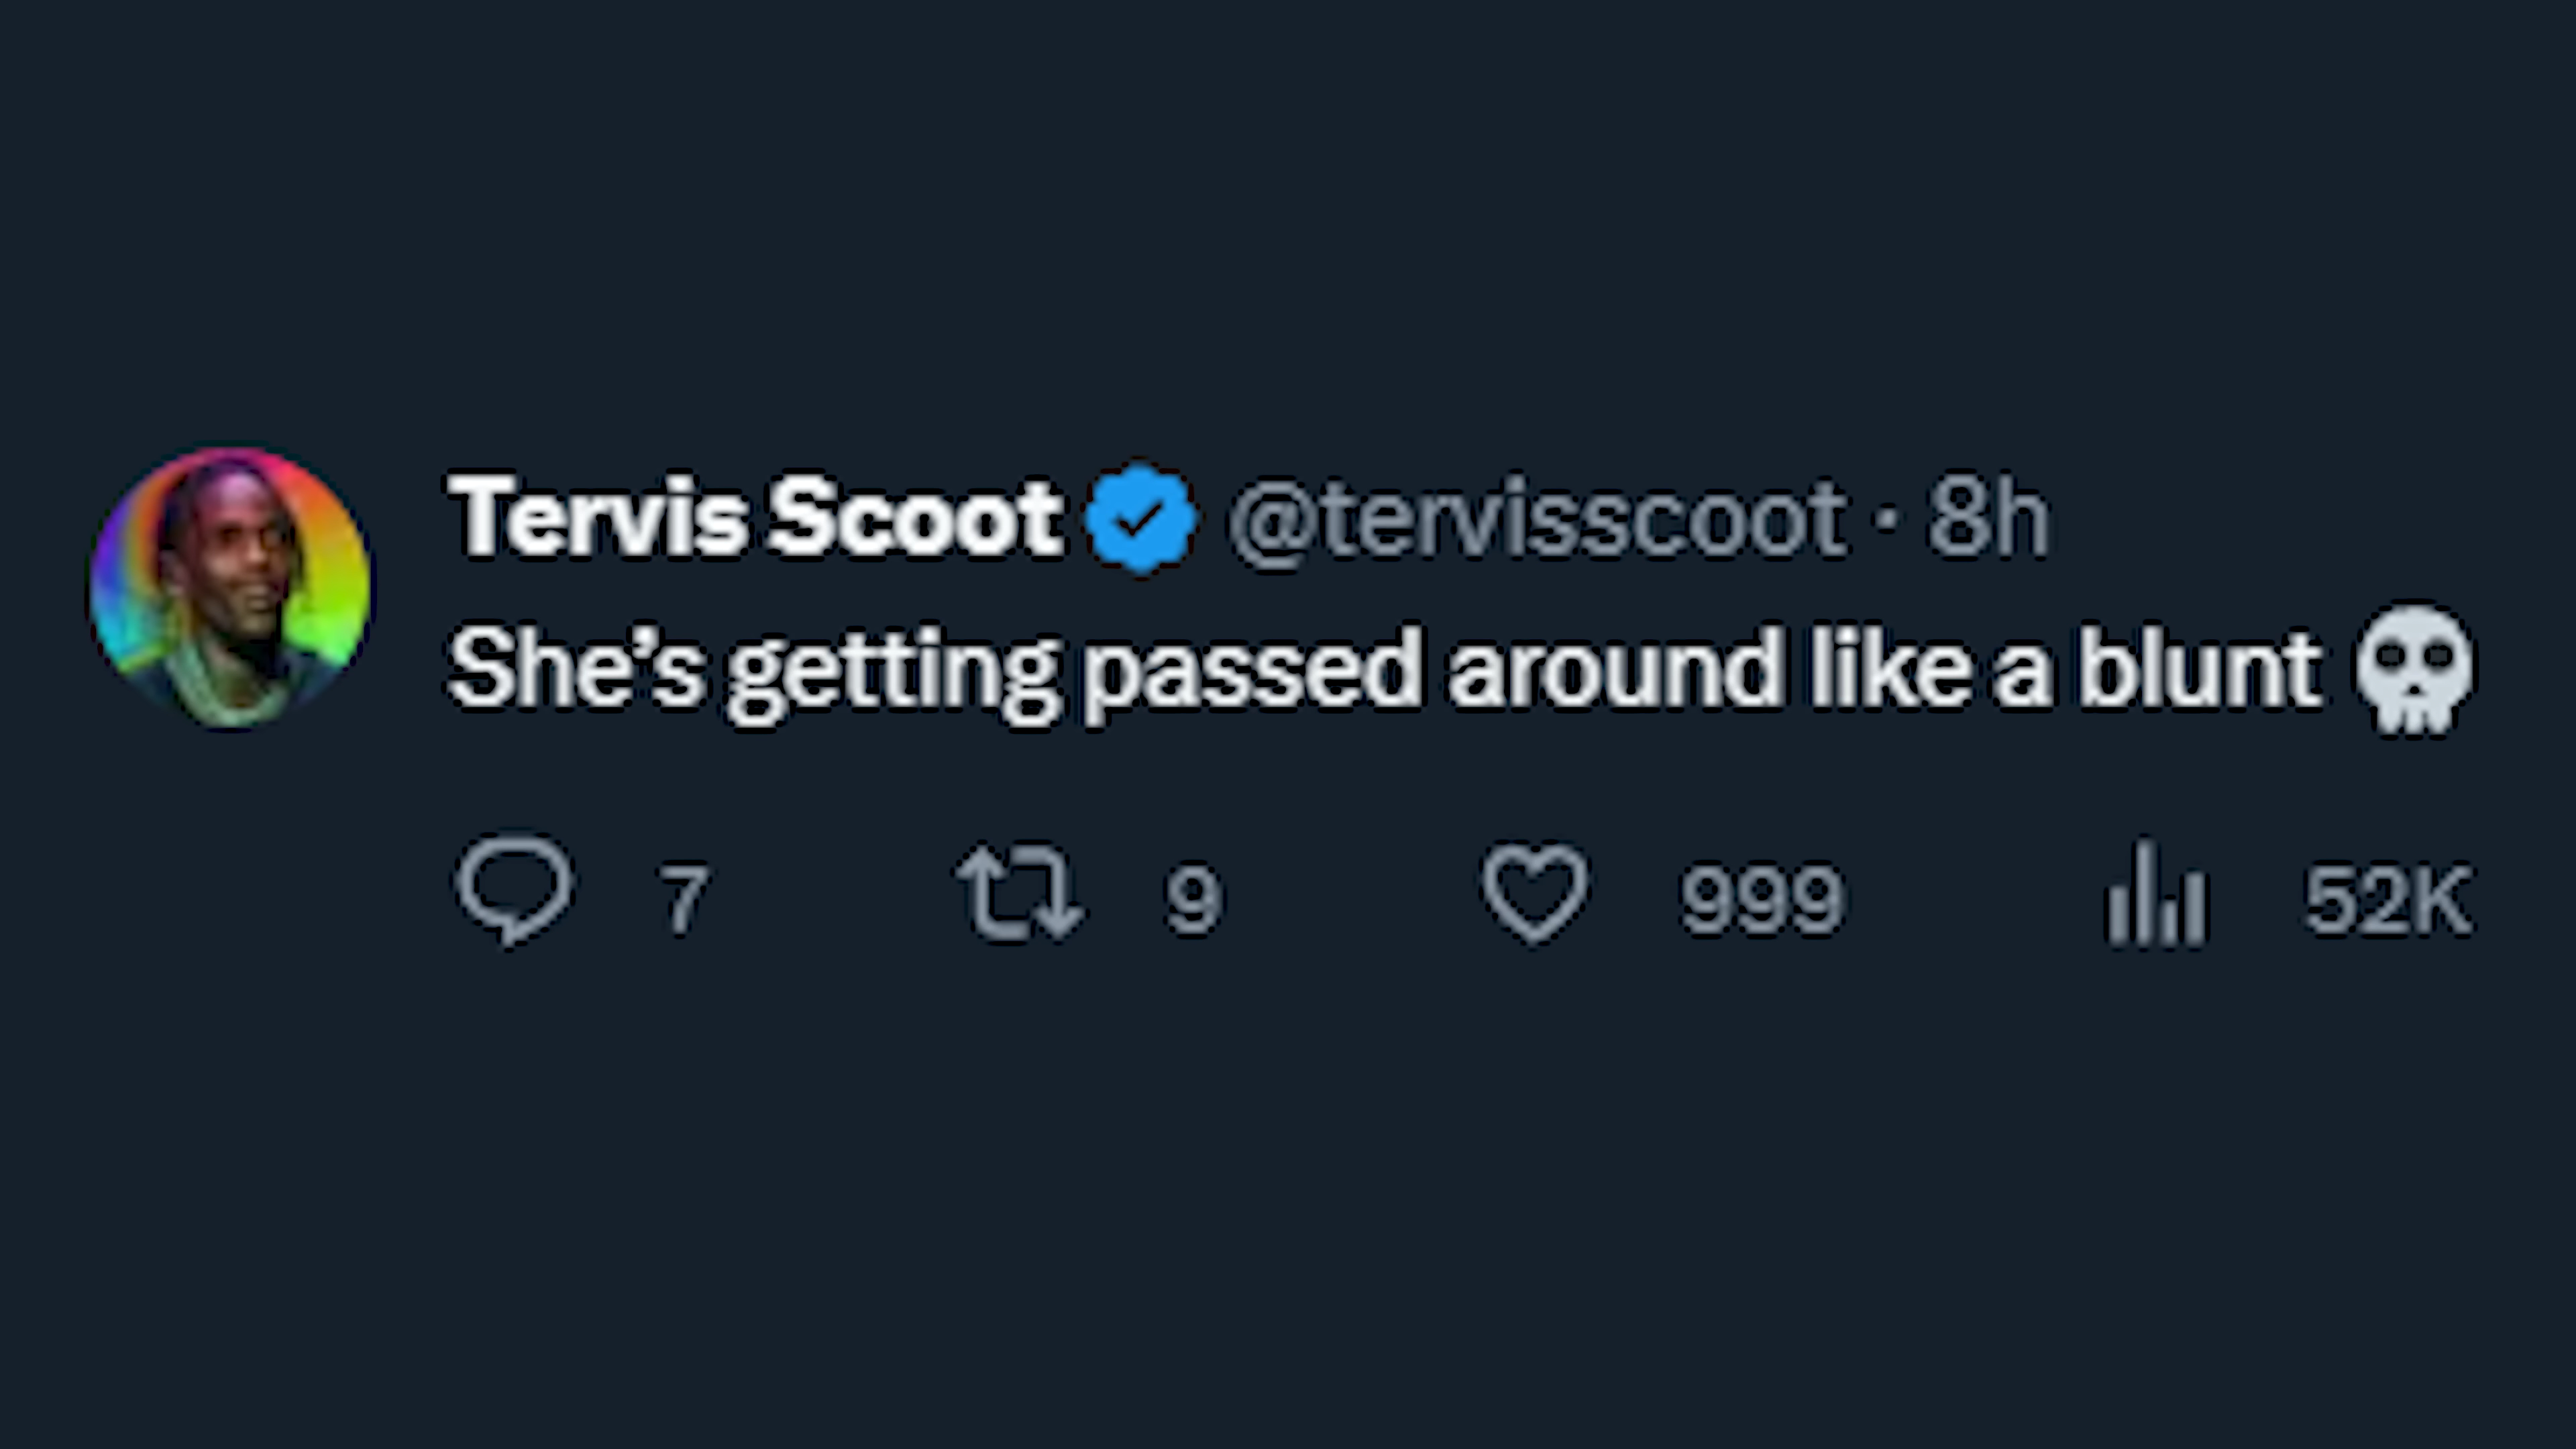 Tervis Scoot @tervisscoot · 8h
She’s getting passed around like a blunt 💀
7 9 999 52K